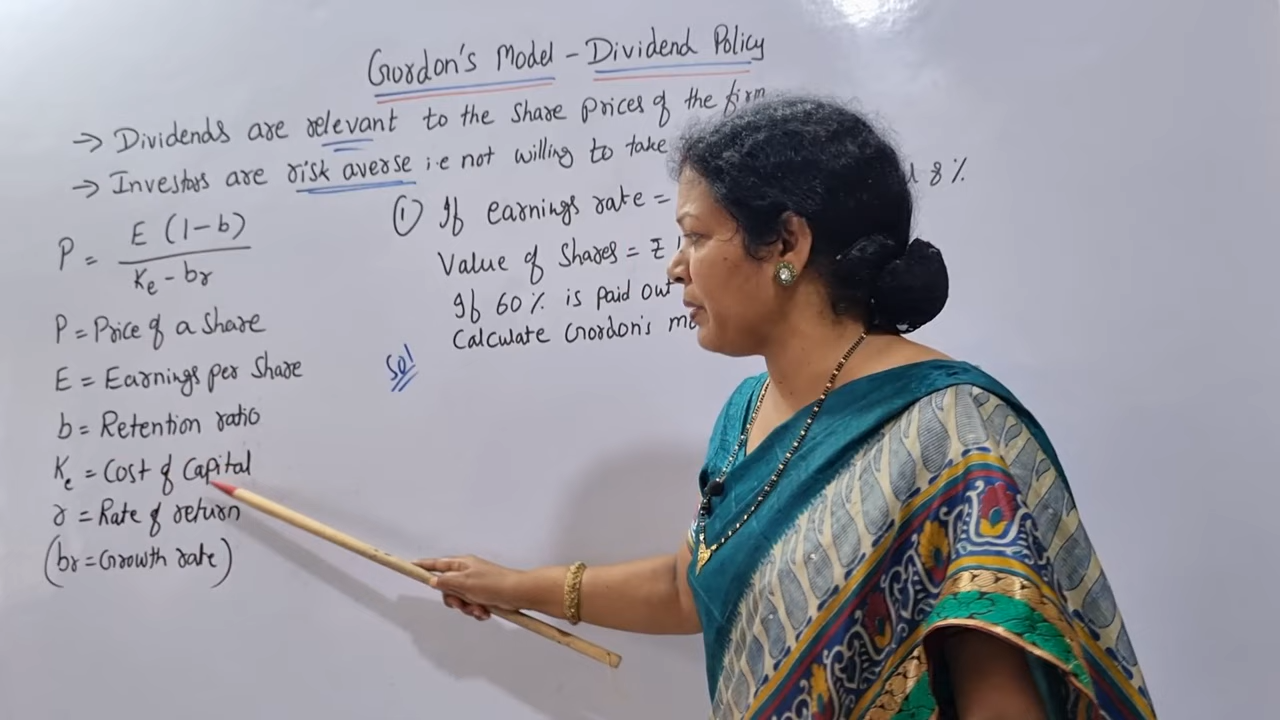 Gordon's Model - Dividend Policy
→ Dividends are relevant to the share prices of the firm
→ Investors are risk averse i.e not willing to take
P = E (1-b) / Ke - br
P = Price of a Share
E = Earnings per Share
b = Retention ratio
Ke = Cost of Capital
r = Rate of return
(br = Growth rate)
① If earnings rate = 8%
Value of Shares = ₹
If 60% is paid out
Calculate Gordon's
Sol